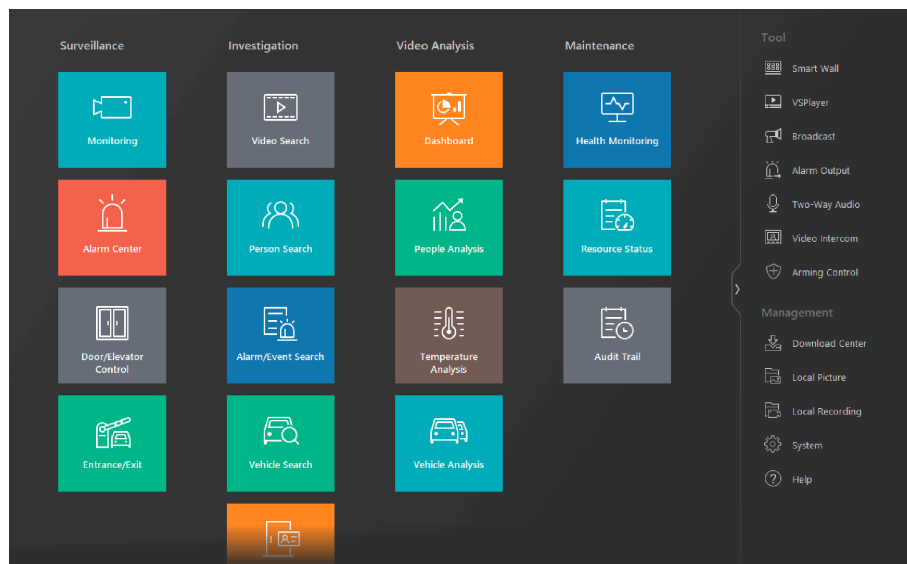 Surveillance
Investigation
Video Analysis
Maintenance
Monitoring
Video Search
Dashboard
Health Monitoring
Alarm Center
Person Search
People Analysis
Resource Status
Door/Elevator
Control
Alarm/Event Search
Temperature
Analysis
Audit Trail
Entrance/Exit
Vehicle Search
Vehicle Analysis
Tool
Smart Wall
VSPlayer
Broadcast
Alarm Output
Two-Way Audio
Video Intercom
Arming Control
Management
Download Center
Local Picture
Local Recording
System
Help